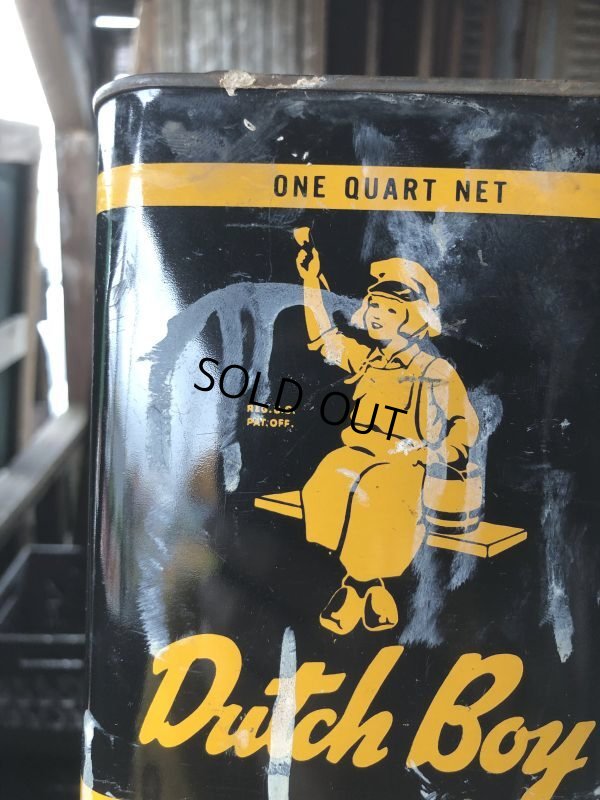 ONE QUART NET
SOLD OUT
REG. U.S.
PAT. OFF.
Dutch Boy